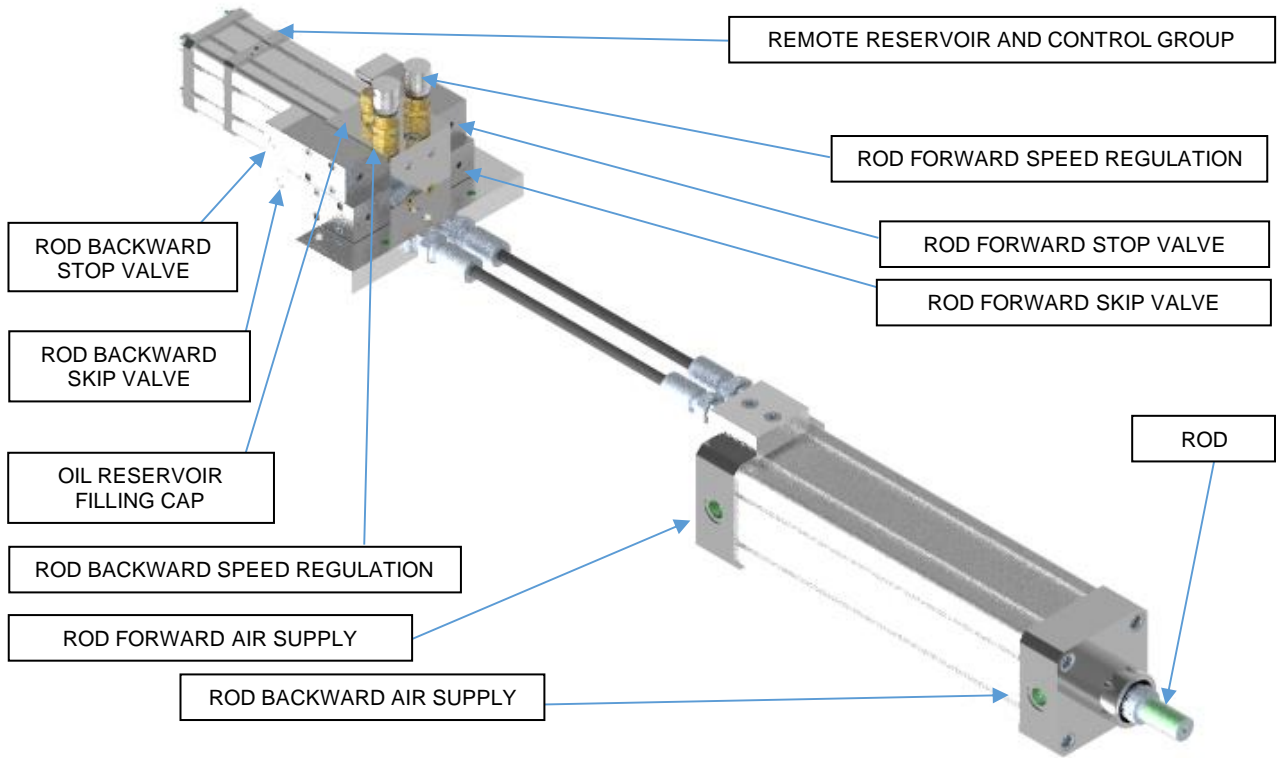 REMOTE RESERVOIR AND CONTROL GROUP
ROD FORWARD SPEED REGULATION
ROD BACKWARD
STOP VALVE
ROD FORWARD STOP VALVE
ROD FORWARD SKIP VALVE
ROD BACKWARD
SKIP VALVE
ROD
OIL RESERVOIR
FILLING CAP
ROD BACKWARD SPEED REGULATION
ROD FORWARD AIR SUPPLY
ROD BACKWARD AIR SUPPLY